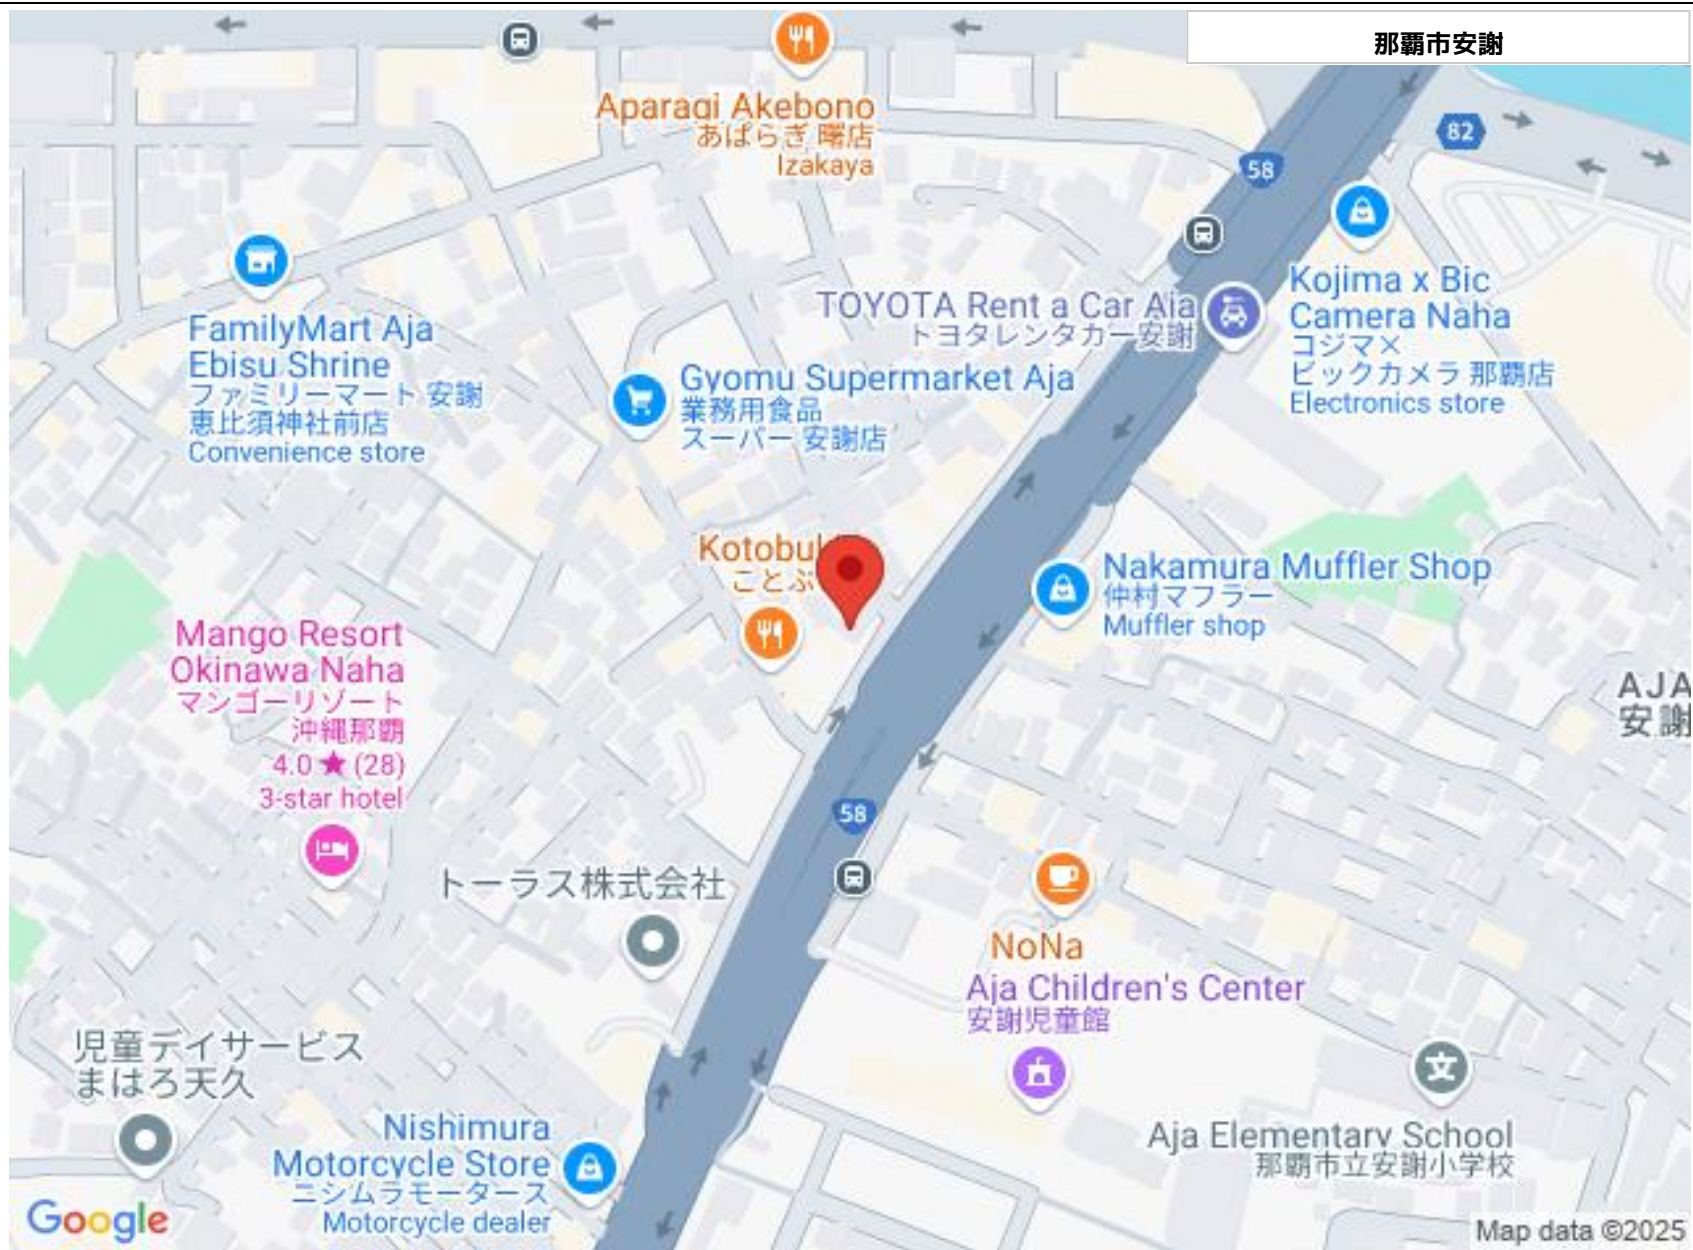 那覇市安謝
Aparagi Akebono
あぱらぎ 曙店
Izakaya
82
58
FamilyMart Aja
Ebisu Shrine
ファミリーマート 安謝
恵比須神社前店
Convenience store
TOYOTA Rent a Car Aja
トヨタレンタカー安謝
Kojima x Bic
Camera Naha
コジマ×
ビックカメラ 那覇店
Electronics store
Gyomu Supermarket Aja
業務用食品
スーパー 安謝店
Kotobuk
ことぶ
Nakamura Muffler Shop
仲村マフラー
Muffler shop
Mango Resort
Okinawa Naha
マンゴーリゾート
沖縄那覇
4.0 ★ (28)
3-star hotel
AJA
安謝
58
トーラス株式会社
NoNa
Aja Children's Center
安謝児童館
児童デイサービス
まはろ天久
文
Aja Elementary School
那覇市立安謝小学校
Nishimura
Motorcycle Store
ニシムラモータース
Motorcycle dealer
Google
Map data ©2025